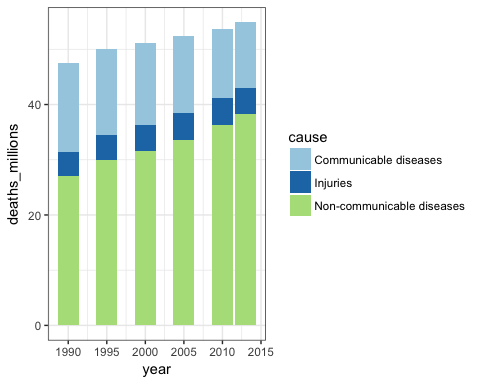 deaths_millions
40
20
0
1990 1995 2000 2005 2010 2015
year
cause
Communicable diseases
Injuries
Non-communicable diseases